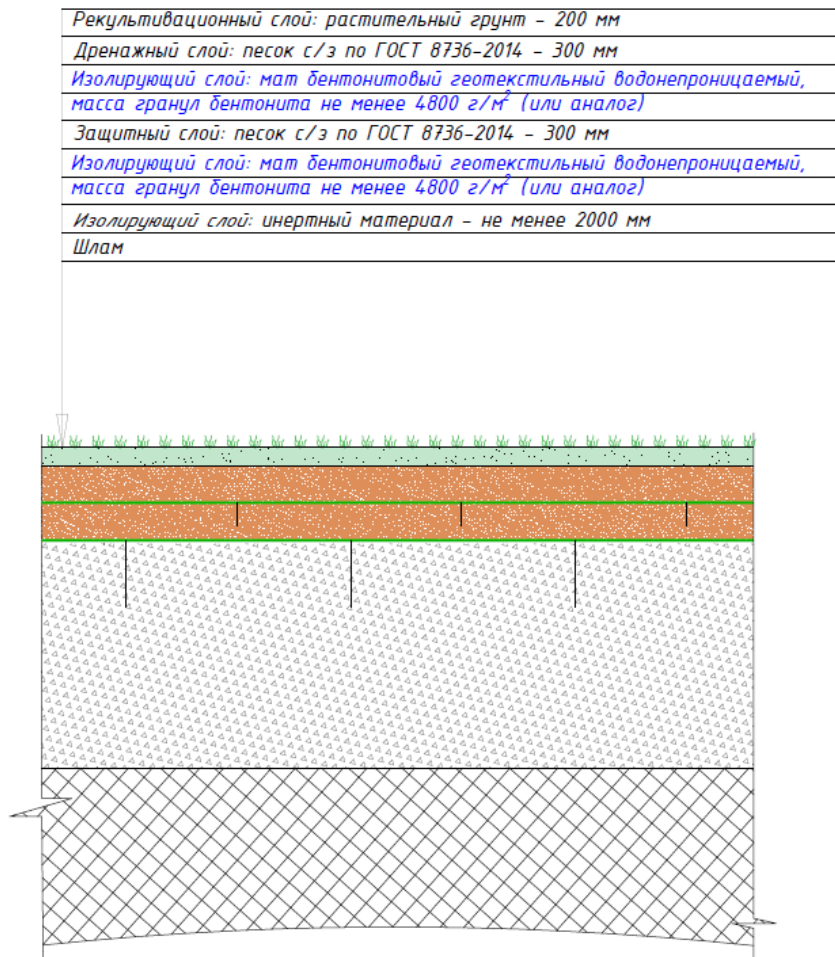 Рекультивационный слой: растительный грунт - 200 мм
Дренажный слой: песок с/з по ГОСТ 8736-2014 - 300 мм
Изолирующий слой: мат бентонитовый геотекстильный водонепроницаемый,
масса гранул бентонита не менее 4800 г/м² (или аналог)
Защитный слой: песок с/з по ГОСТ 8736-2014 - 300 мм
Изолирующий слой: мат бентонитовый геотекстильный водонепроницаемый,
масса гранул бентонита не менее 4800 г/м² (или аналог)
Изолирующий слой: инертный материал - не менее 2000 мм
Шлам